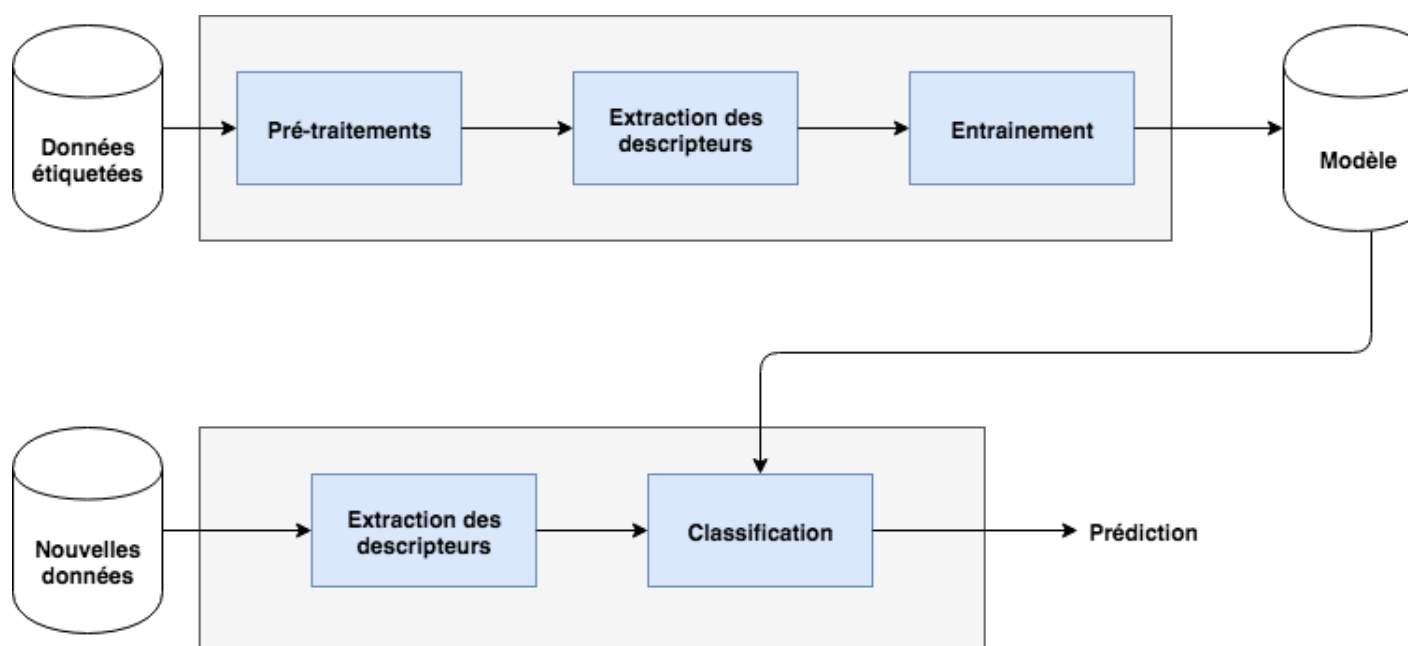 Données
étiquetées
Pré-traitements
Extraction des
descripteurs
Entrainement
Modèle
Nouvelles
données
Extraction des
descripteurs
Classification
Prédiction